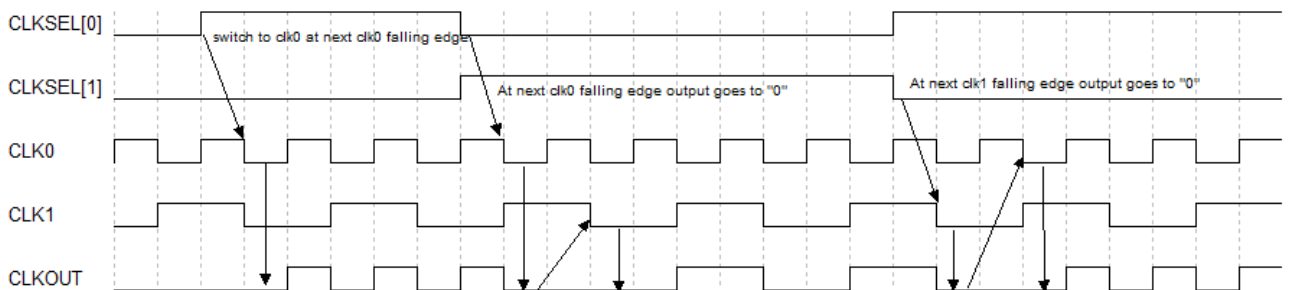 CLKSEL[0]
switch to clk0 at next clk0 falling edge
CLKSEL[1]
At next clk0 falling edge output goes to "0"
At next clk1 falling edge output goes to "0"
CLK0
CLK1
CLKOUT